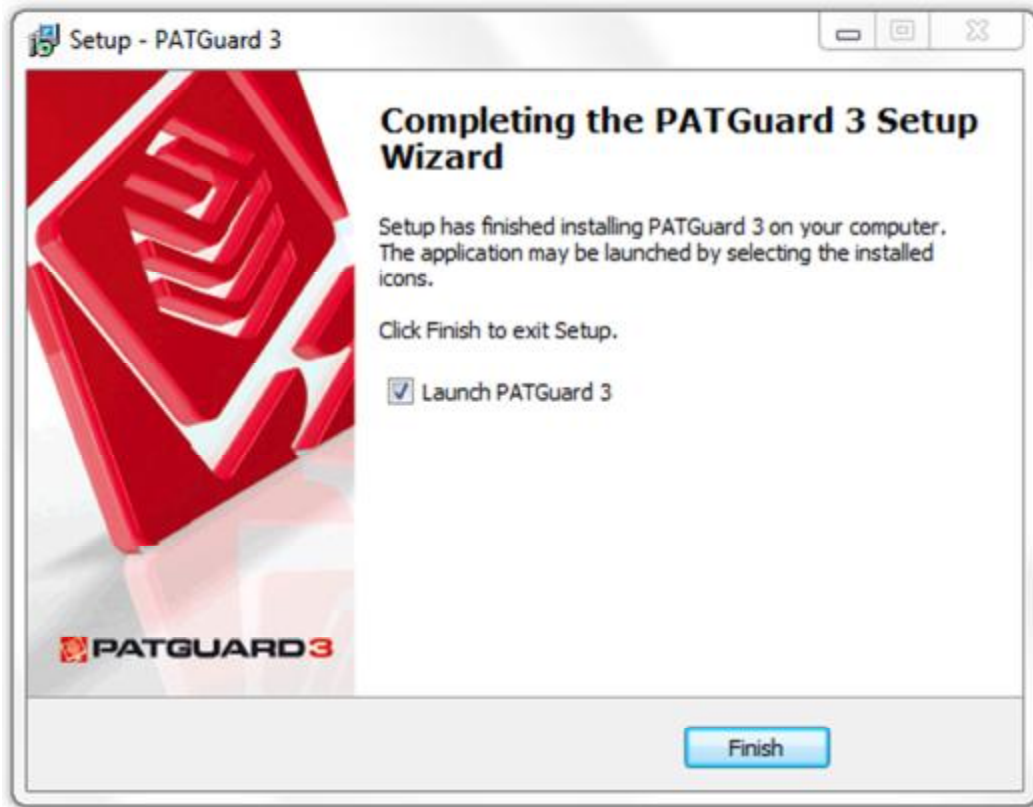 Setup - PATGuard 3
Completing the PATGuard 3 Setup
Wizard
Setup has finished installing PATGuard 3 on your computer.
The application may be launched by selecting the installed
icons.
Click Finish to exit Setup.
Launch PATGuard 3
PATGUARD3
Finish